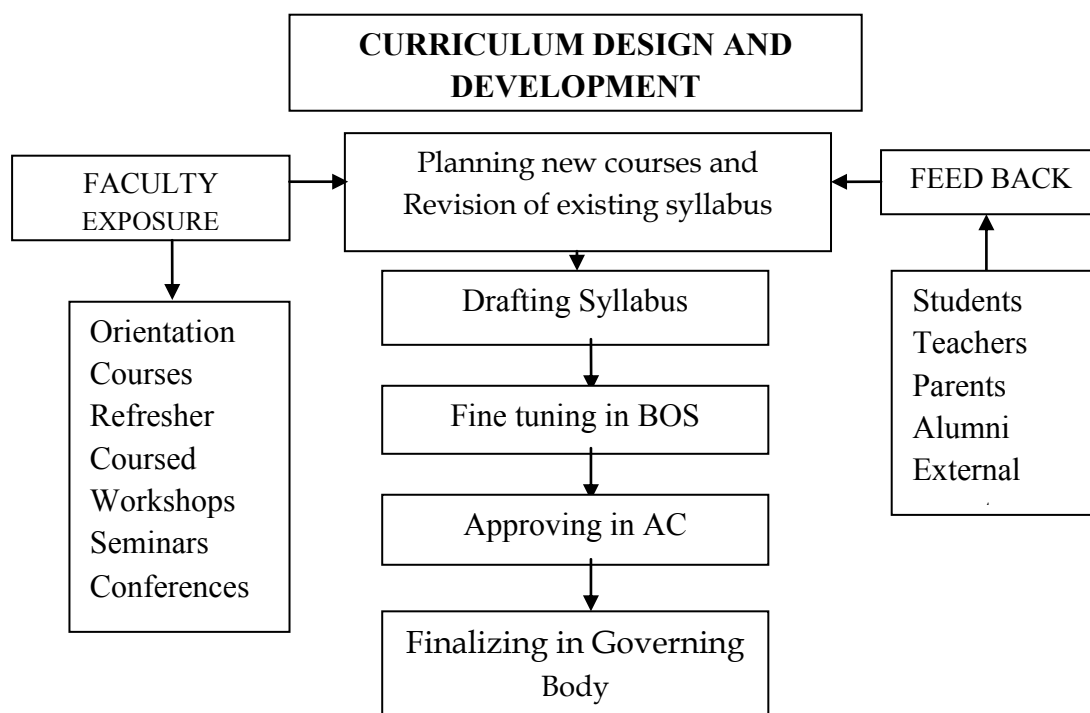 CURRICULUM DESIGN AND
DEVELOPMENT
FACULTY
EXPOSURE
Planning new courses and
Revision of existing syllabus
FEED BACK
Orientation
Courses
Refresher
Coursed
Workshops
Seminars
Conferences
Drafting Syllabus
Fine tuning in BOS
Approving in AC
Finalizing in Governing
Body
Students
Teachers
Parents
Alumni
External